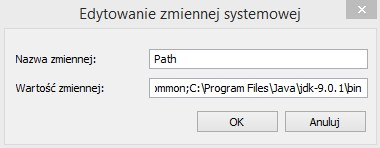 Edytowanie zmiennej systemowej
Nazwa zmiennej: Path
Wartość zmiennej: ommon;C:\Program Files\Java\jdk-9.0.1\bin
OK Anuluj